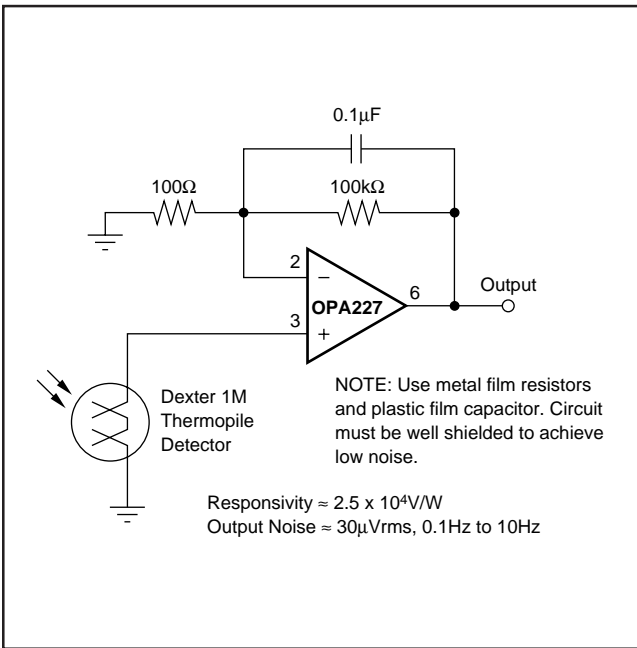 0.1µF
100Ω
100kΩ
2
–
6
Output
OPA227
3
+
Dexter 1M
Thermopile
Detector
NOTE: Use metal film resistors
and plastic film capacitor. Circuit
must be well shielded to achieve
low noise.
Responsivity ≈ 2.5 x 10⁴V/W
Output Noise ≈ 30µVrms, 0.1Hz to 10Hz